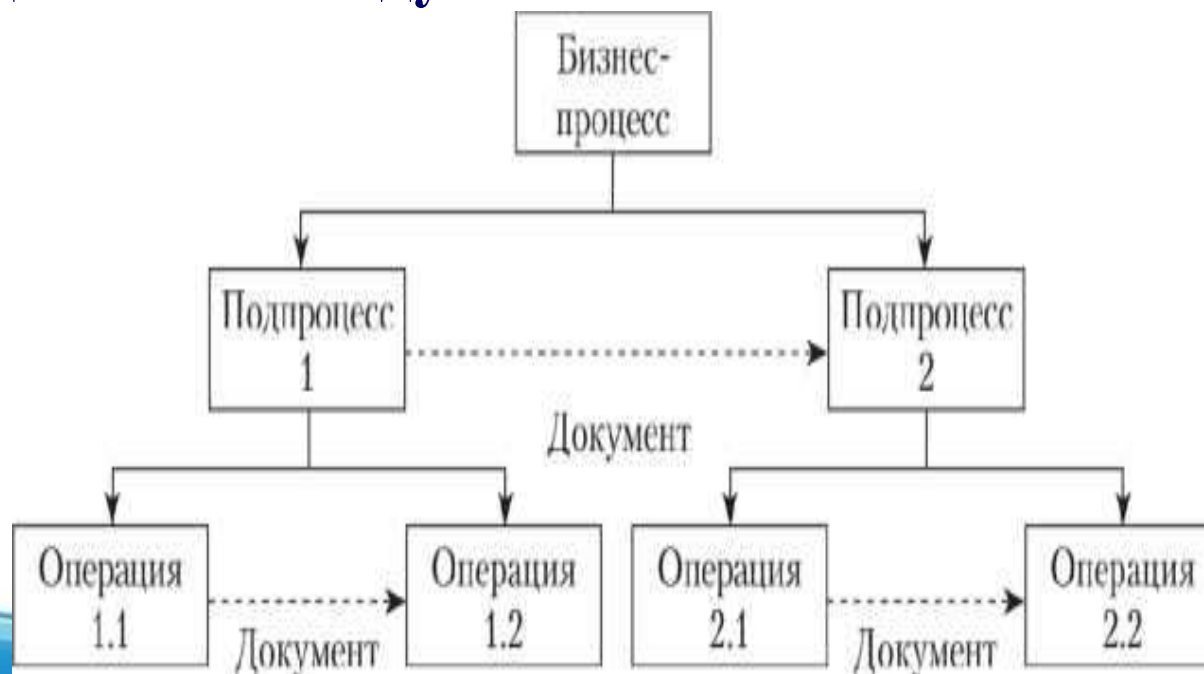 Бизнес-
процесс
Подпроцесс
1
Подпроцесс
2
Документ
Операция
1.1
Операция
1.2
Операция
2.1
Операция
2.2
Документ
Документ